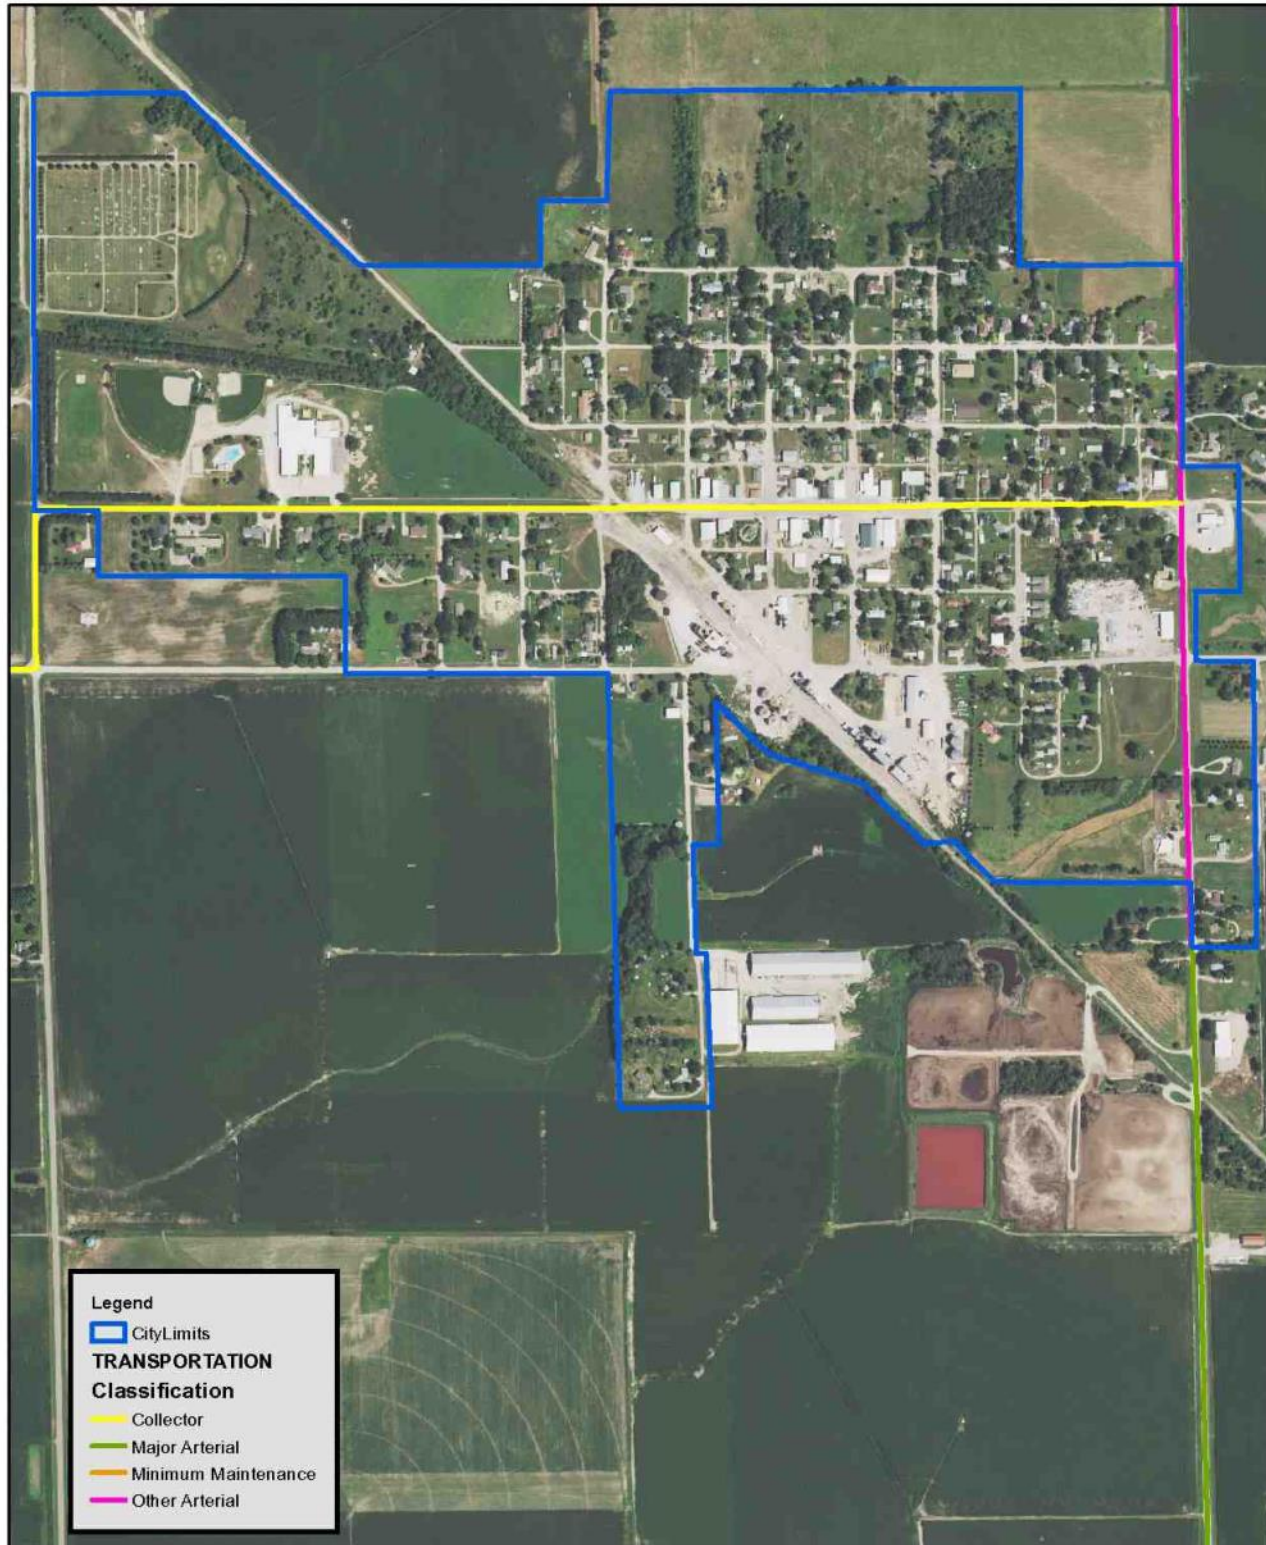 Legend
CityLimits
TRANSPORTATION
Classification
Collector
Major Arterial
Minimum Maintenance
Other Arterial